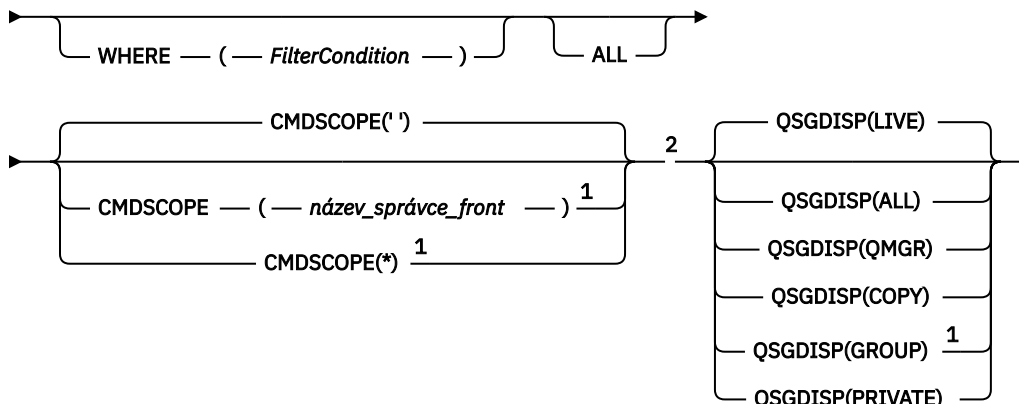 WHERE ( FilterCondition ) ALL
CMDSCOPE(' ') QSGDISP(LIVE)
2
CMDSCOPE ( název_správce_front ) 1 QSGDISP(ALL)
CMDSCOPE(*) 1 QSGDISP(QMGR)
QSGDISP(COPY)
QSGDISP(GROUP) 1
QSGDISP(PRIVATE)